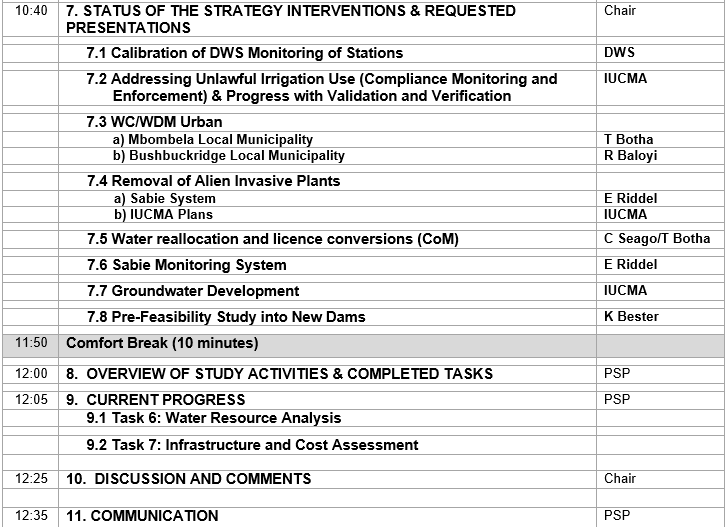 10:40 7. STATUS OF THE STRATEGY INTERVENTIONS & REQUESTED Chair
PRESENTATIONS
7.1 Calibration of DWS Monitoring of Stations DWS
7.2 Addressing Unlawful Irrigation Use (Compliance Monitoring and IUCMA
Enforcement) & Progress with Validation and Verification
7.3 WC/WDM Urban
a) Mbombela Local Municipality T Botha
b) Bushbuckridge Local Municipality R Baloyi
7.4 Removal of Alien Invasive Plants
a) Sabie System E Riddel
b) IUCMA Plans IUCMA
7.5 Water reallocation and licence conversions (CoM) C Seago/T Botha
7.6 Sabie Monitoring System E Riddel
7.7 Groundwater Development IUCMA
7.8 Pre-Feasibility Study into New Dams K Bester
11:50 Comfort Break (10 minutes)
12:00 8. OVERVIEW OF STUDY ACTIVITIES & COMPLETED TASKS PSP
12:05 9. CURRENT PROGRESS PSP
9.1 Task 6: Water Resource Analysis
9.2 Task 7: Infrastructure and Cost Assessment
12:25 10. DISCUSSION AND COMMENTS Chair
12:35 11. COMMUNICATION PSP